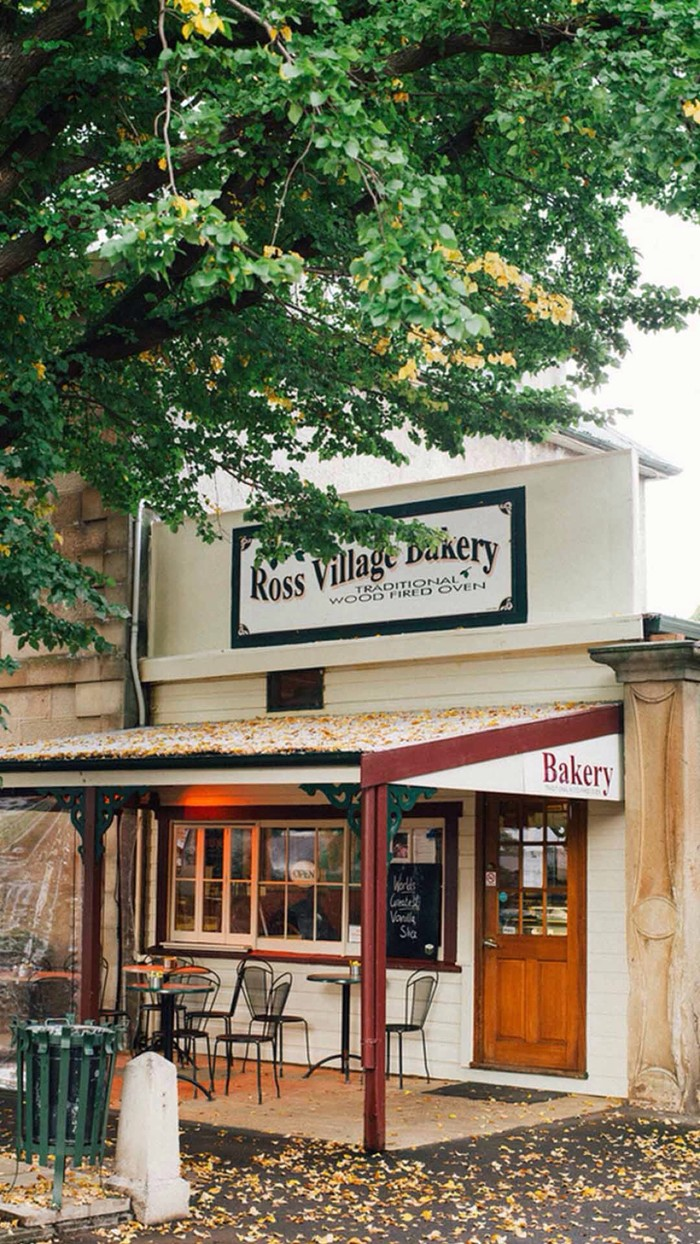 Ross Village Bakery
TRADITIONAL
WOOD FIRED OVEN
Bakery
OPEN
World's
Greatest
Vanilla
Slice